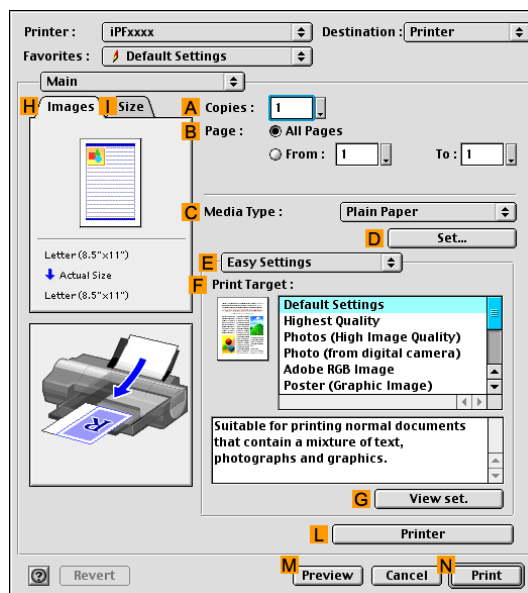 Printer : iPFxxxx Destination : Printer
Favorites : Default Settings
Main
H Images I Size
A Copies : 1
B Page : All Pages
From : 1 To : 1
C Media Type : Plain Paper
D Set...
Letter (8.5"x11")
Actual Size
Letter (8.5"x11")
E Easy Settings
F Print Target :
Default Settings
Highest Quality
Photos (High Image Quality)
Photo (from digital camera)
Adobe RGB Image
Poster (Graphic Image)
R
Suitable for printing normal documents
that contain a mixture of text,
photographs and graphics.
G View set.
L Printer
? Revert M Preview Cancel N Print